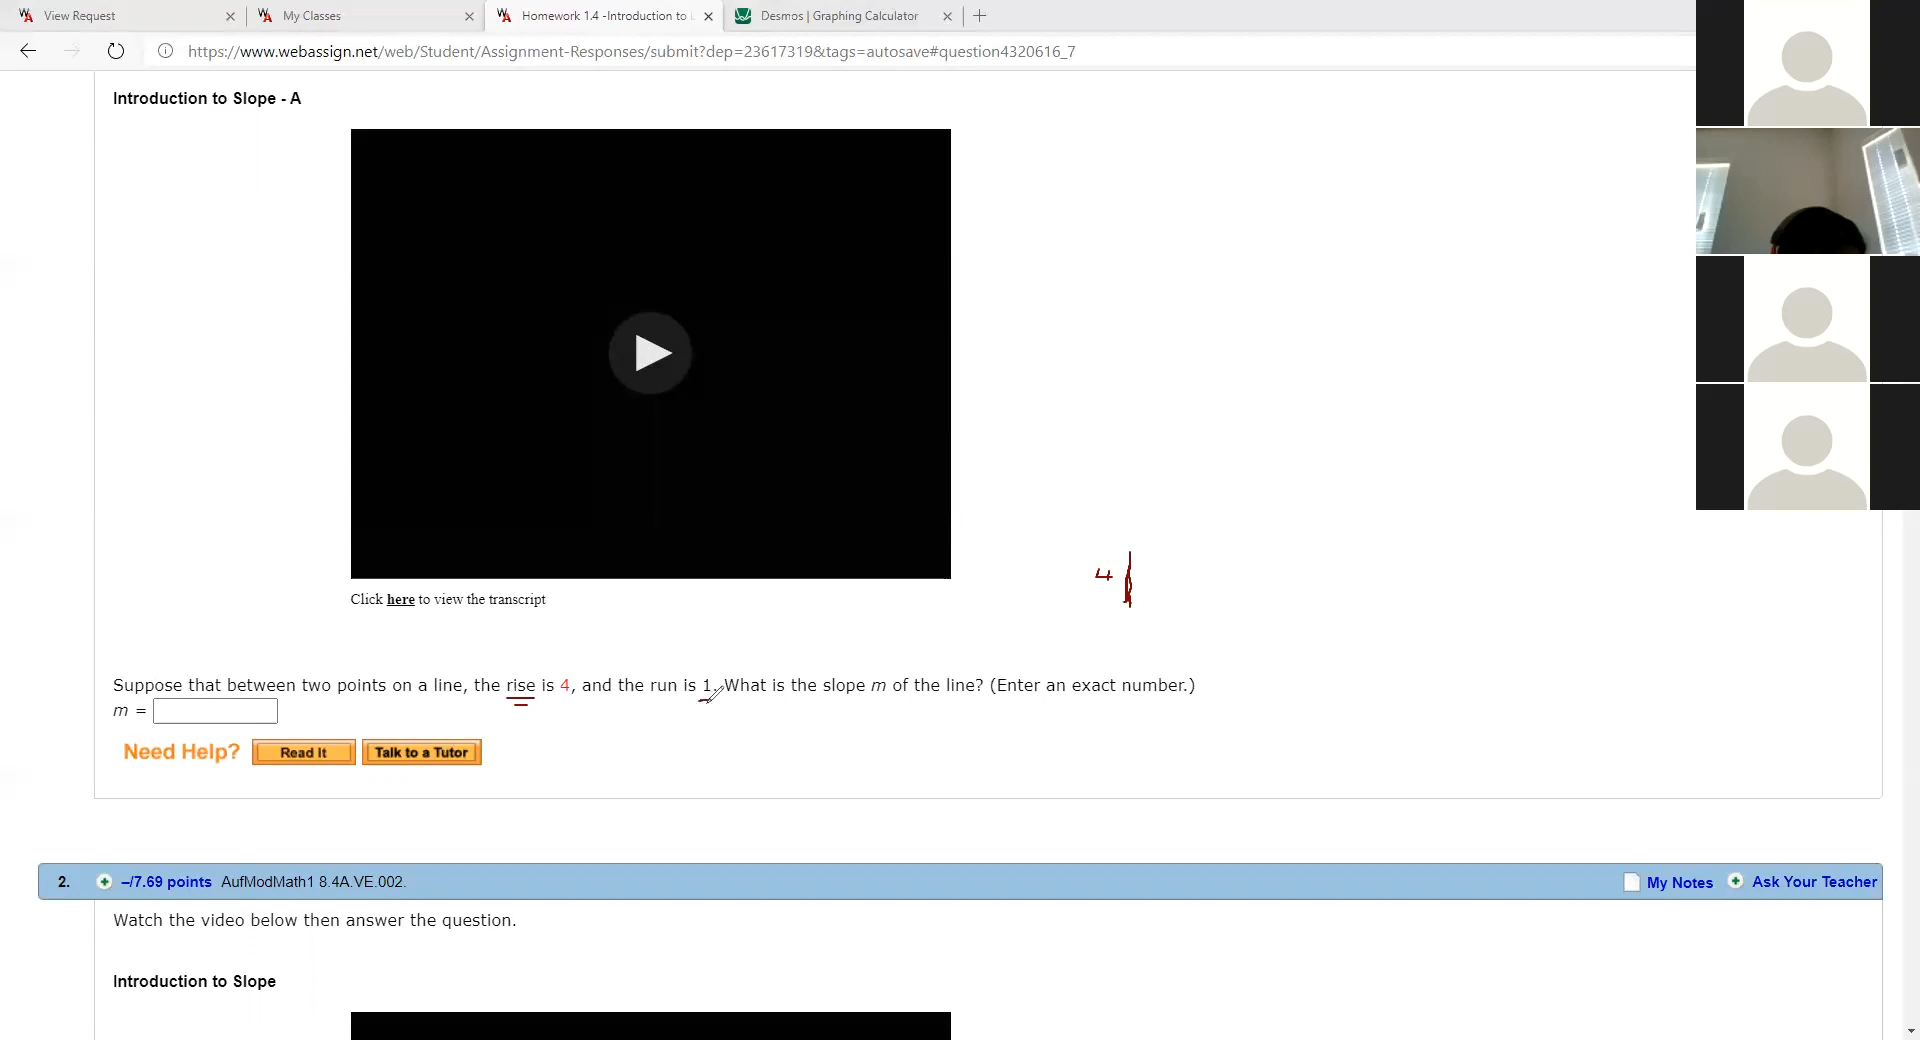 View Request
My Classes
Homework 1.4 -Introduction to
Desmos | Graphing Calculator
https://www.webassign.net/web/Student/Assignment-Responses/submit?dep=23617319&tags=autosave#question4320616_7
Introduction to Slope - A
Click here to view the transcript
4
Suppose that between two points on a line, the rise is 4, and the run is 1. What is the slope m of the line? (Enter an exact number.)
m =
Need Help? Read It Talk to a Tutor
2. –/7.69 points AufModMath1 8.4A.VE.002. My Notes Ask Your Teacher
Watch the video below then answer the question.
Introduction to Slope